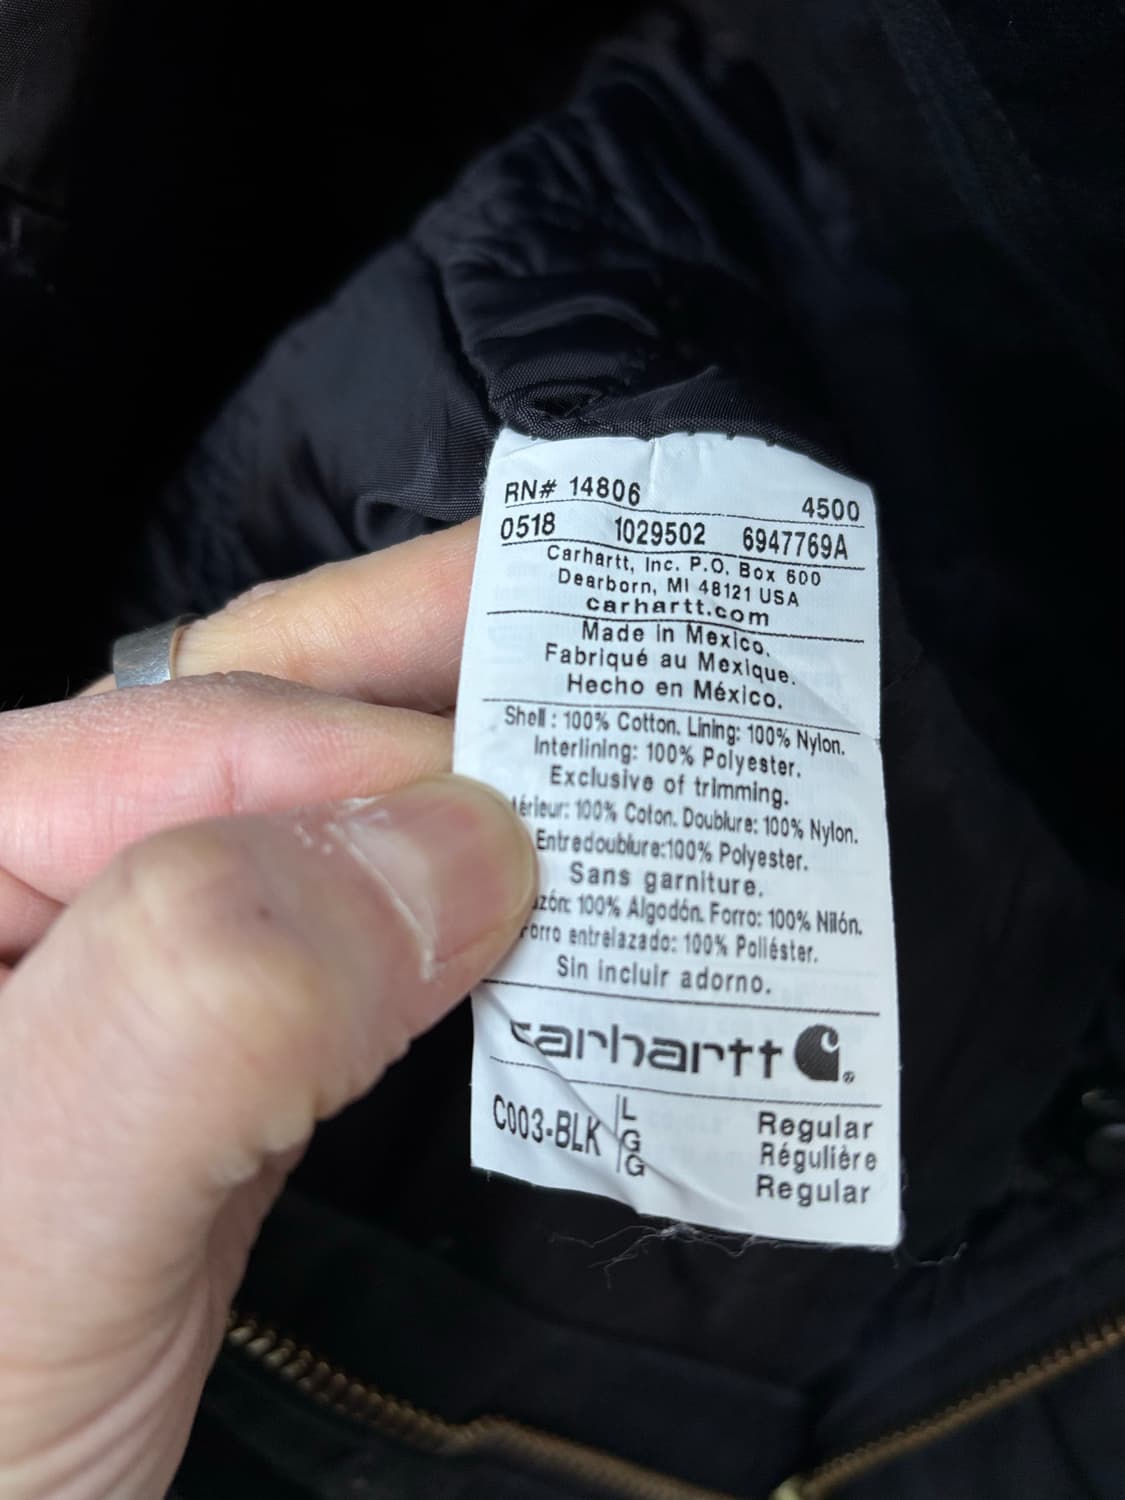 RN# 14806 4500
0518 1029502 6947769A
Carhartt, Inc. P.O. Box 600
Dearborn, MI 48121 USA
carhartt.com
Made in Mexico.
Fabriqué au Mexique.
Hecho en México.
Shell : 100% Cotton. Lining: 100% Nylon.
Interlining: 100% Polyester.
Exclusive of trimming.
érieur: 100% Coton. Doublure: 100% Nylon.
Entredoublure:100% Polyester.
Sans garniture.
zón: 100% Algodón. Forro: 100% Nilón.
orro entrelazado: 100% Poliéster.
Sin incluir adorno.
carhartt
C003-BLK L Regular
G Régulière
G Regular